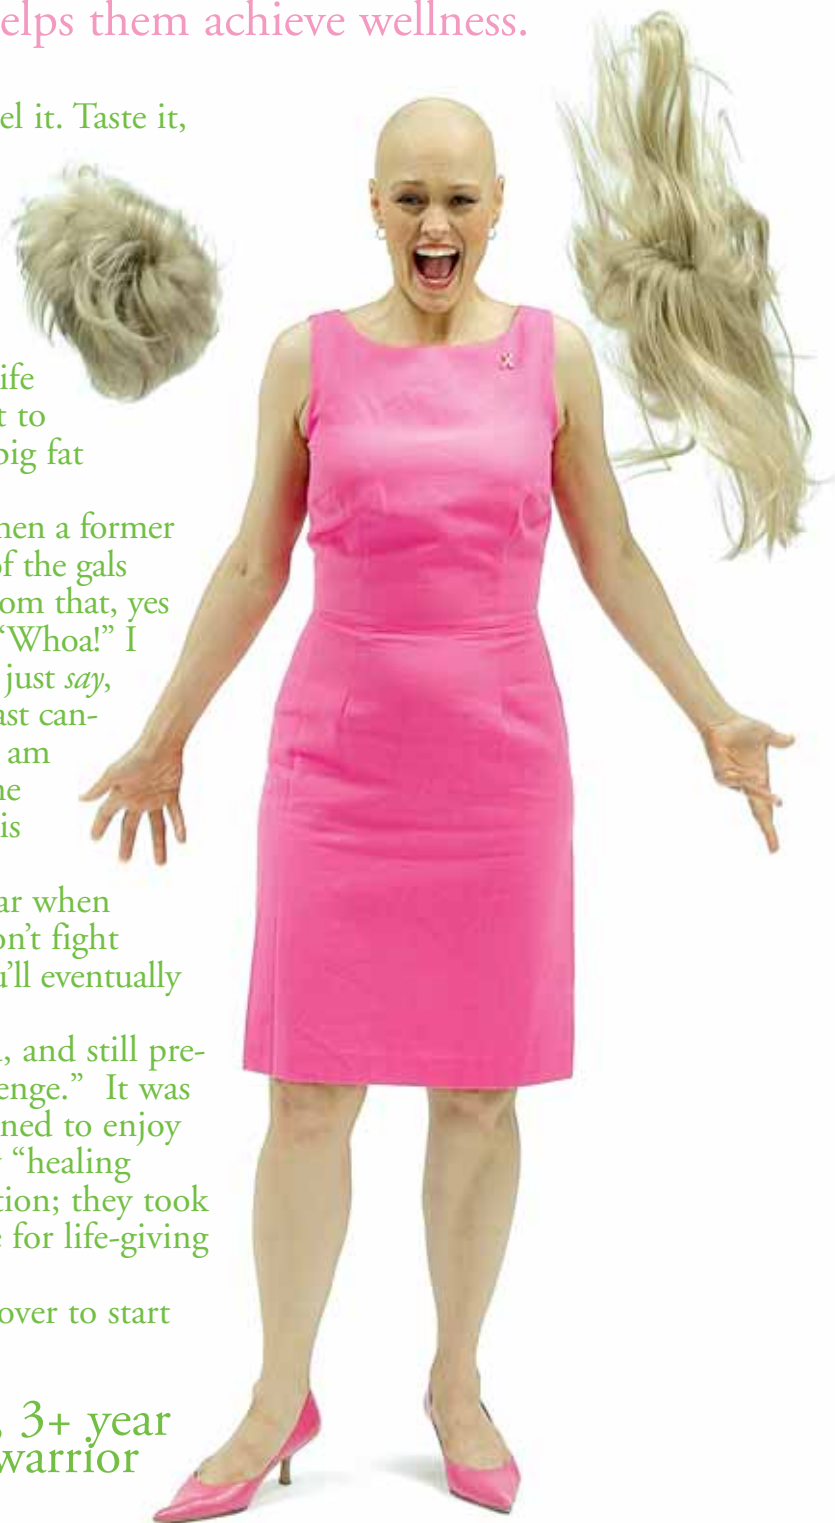 elps them achieve wellness.
el it. Taste it,
ife
t to
big fat
hen a former
of the gals
om that, yes
“Whoa!” I
just say,
ast can-
am
ne
is
ar when
on’t fight
u’ll eventually
, and still pre-
enge.”  It was
ned to enjoy
“healing
tion; they took
e for life-giving
over to start
, 3+ year
warrior